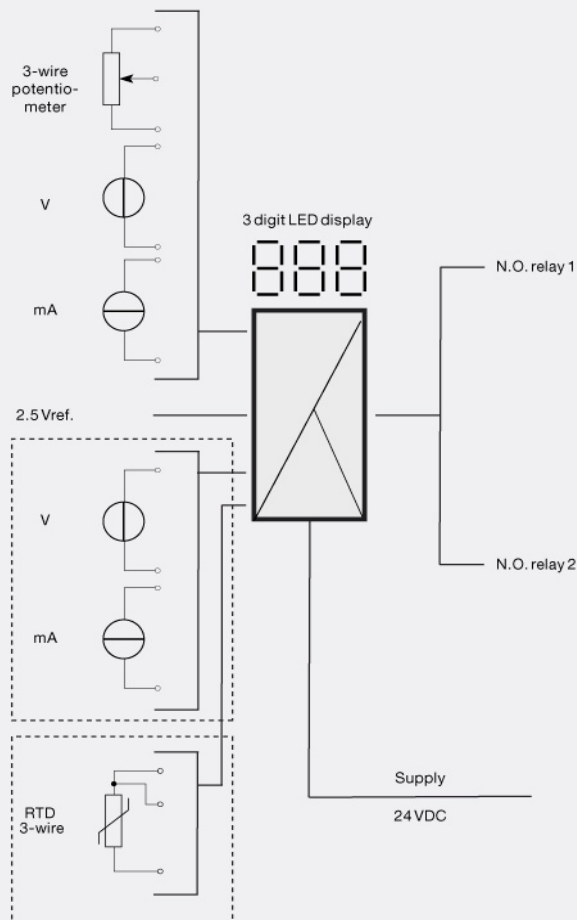 3-wire
potentio-
meter
V
3 digit LED display
888
N.O. relay 1
mA
2.5 Vref.
V
N.O. relay 2
mA
Supply
24 VDC
RTD
3-wire